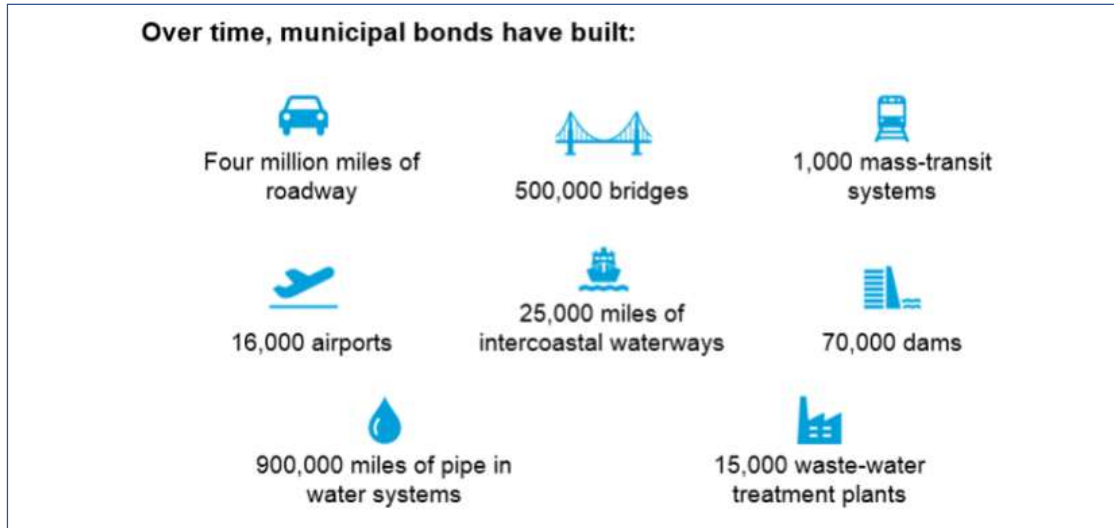 Over time, municipal bonds have built:
Four million miles of
roadway
500,000 bridges
1,000 mass-transit
systems
16,000 airports
25,000 miles of
intercoastal waterways
70,000 dams
900,000 miles of pipe in
water systems
15,000 waste-water
treatment plants